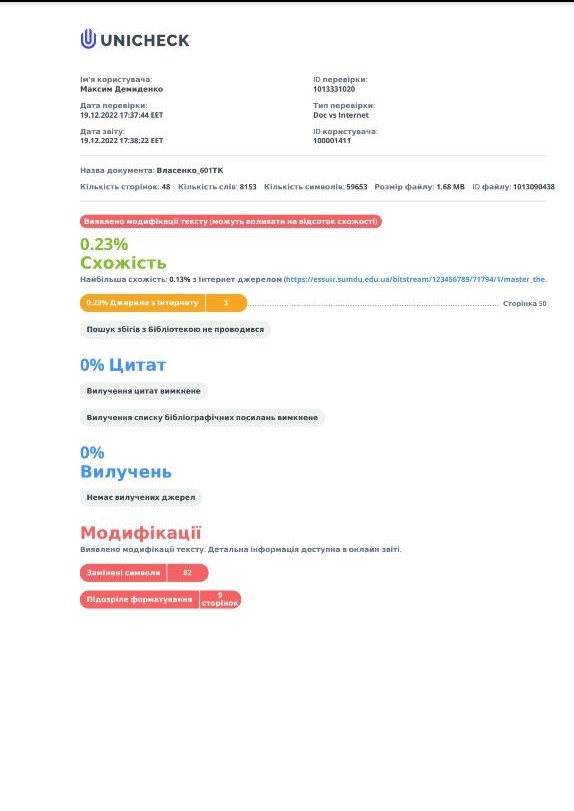 UNICHECK
Ім'я користувача:
Максим Демиденко
ID перевірки:
1013331020
Дата перевірки:
19.12.2022 17:37:44 EET
Тип перевірки:
Doc vs Internet
Дата звіту:
19.12.2022 17:38:22 EET
ID користувача:
100001411
Назва документа: Власенко_601ТК
Кількість сторінок: 48 Кількість слів: 8153 Кількість символів: 59653 Розмір файлу: 1.68 MB ID файлу: 1013090438
Виявлено модифікації тексту (можуть впливати на відсоток схожості)
0.23%
Схожість
Найбільша схожість: 0.13% з Інтернет-джерелом (https://essuir.sumdu.edu.ua/bitstream/123456789/71794/1/master_the.
0.23% Джерела з Інтернету 3 Сторінка 50
Пошук збігів з Бібліотекою не проводився
0% Цитат
Вилучення цитат вимкнене
Вилучення списку бібліографічних посилань вимкнене
0%
Вилучень
Немає вилучених джерел
Модифікації
Виявлено модифікації тексту. Детальна інформація доступна в онлайн-звіті.
Замінені символи 82
Підозріле форматування 9 сторінок